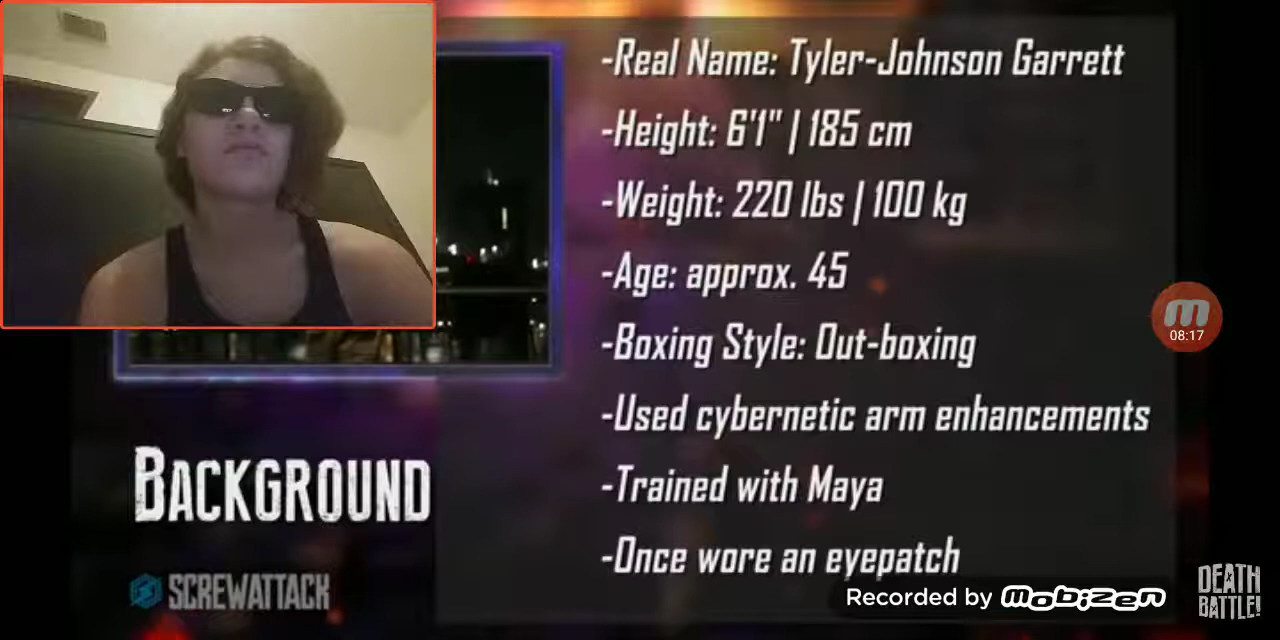 -Real Name: Tyler-Johnson Garrett
-Height: 6'1" | 185 cm
-Weight: 220 lbs | 100 kg
-Age: approx. 45
-Boxing Style: Out-boxing
-Used cybernetic arm enhancements
-Trained with Maya
-Once wore an eyepatch
08:17
BACKGROUND
SCREWATTACK
Recorded by mobizen
DEATH
BATTLE!